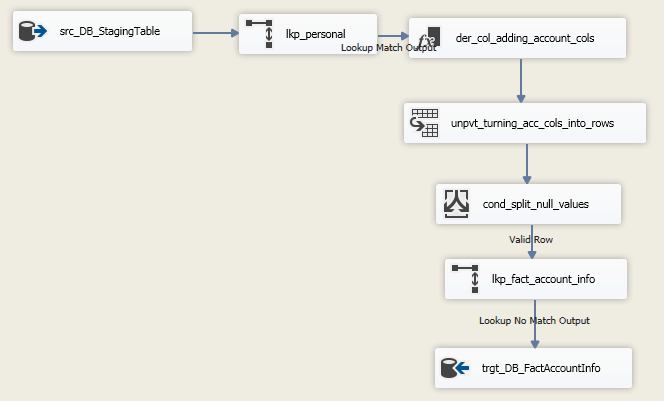 src_DB_StagingTable
lkp_personal
Lookup Match Output
der_col_adding_account_cols
unpvt_turning_acc_cols_into_rows
cond_split_null_values
Valid Row
lkp_fact_account_info
Lookup No Match Output
trgt_DB_FactAccountInfo